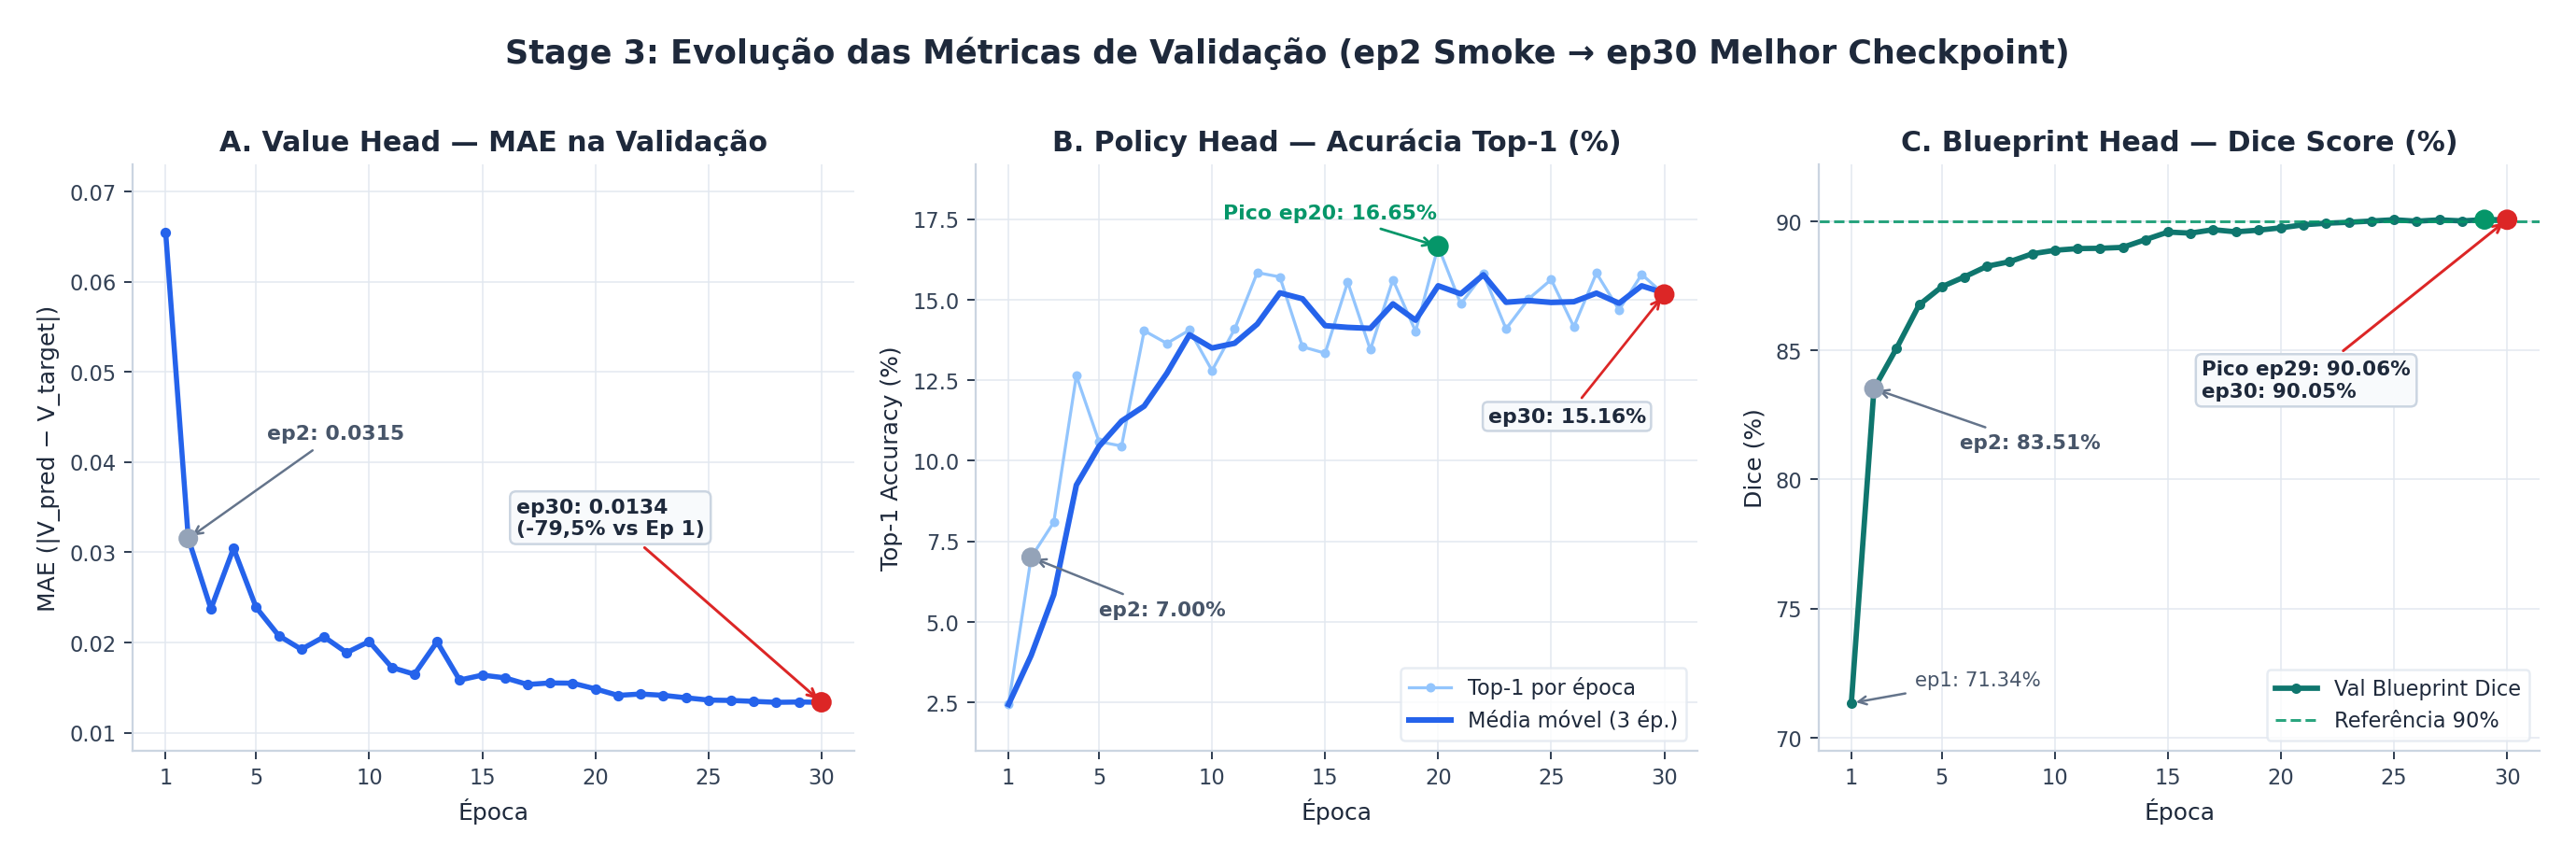 Stage 3: Evolução das Métricas de Validação (ep2 Smoke → ep30 Melhor Checkpoint)
A. Value Head — MAE na Validação
MAE (|V_pred − V_target|)
0.07
0.06
0.05
0.04
0.03
0.02
0.01
ep2: 0.0315
ep30: 0.0134
(-79,5% vs Ep 1)
1 5 10 15 20 25 30
Época
B. Policy Head — Acurácia Top-1 (%)
Top-1 Accuracy (%)
17.5
15.0
12.5
10.0
7.5
5.0
2.5
Pico ep20: 16.65%
ep30: 15.16%
ep2: 7.00%
Top-1 por época
Média móvel (3 ép.)
1 5 10 15 20 25 30
Época
C. Blueprint Head — Dice Score (%)
Dice (%)
90
85
80
75
70
Pico ep29: 90.06%
ep30: 90.05%
ep2: 83.51%
ep1: 71.34%
Val Blueprint Dice
Referência 90%
1 5 10 15 20 25 30
Época